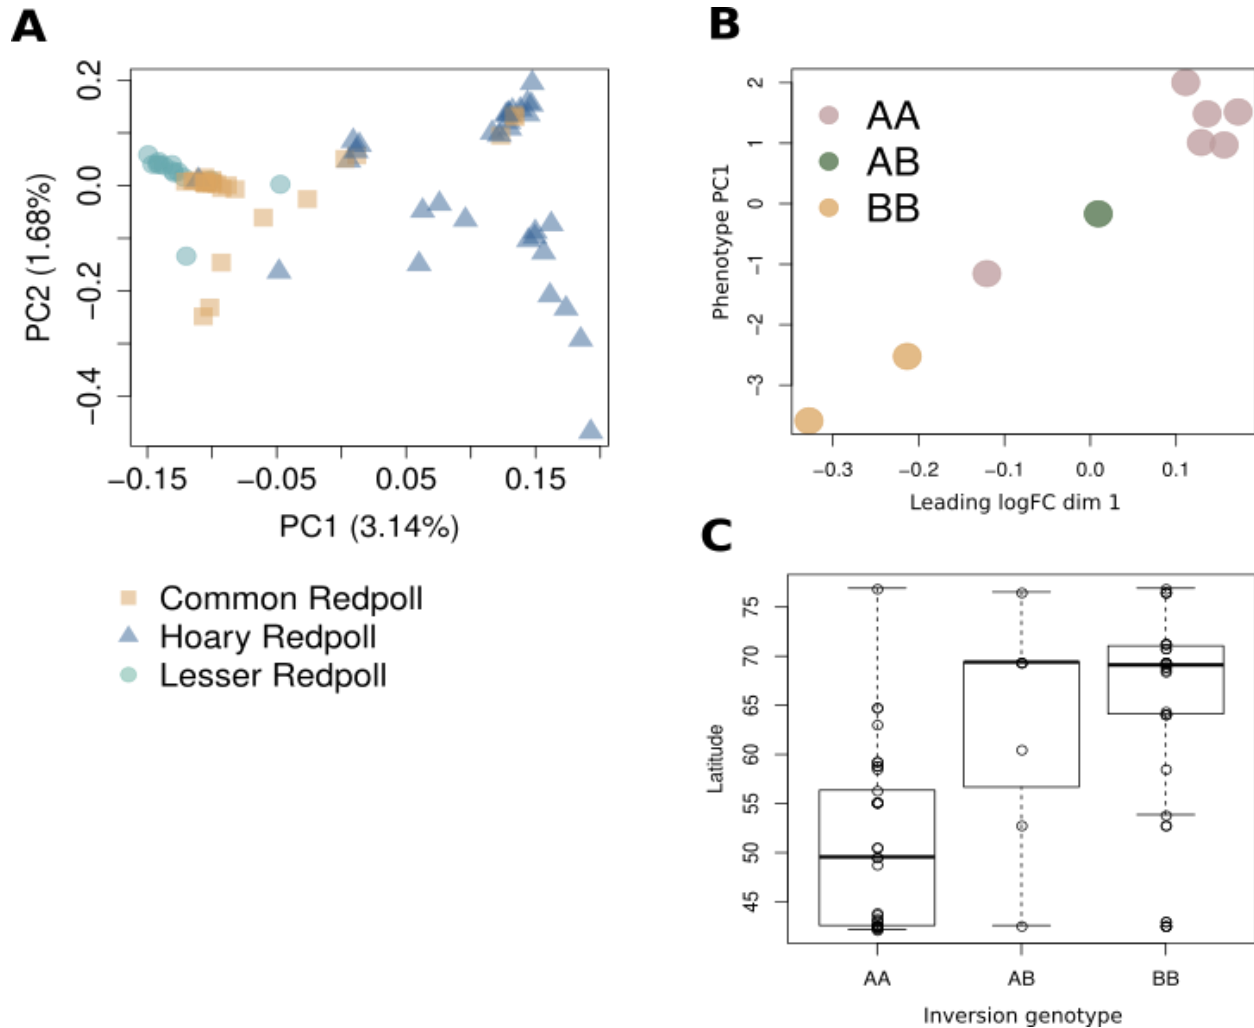 A
0.2
0.0
−0.2
−0.4
PC2 (1.68%)
−0.15
−0.05
0.05
0.15
PC1 (3.14%)
Common Redpoll
Hoary Redpoll
Lesser Redpoll
B
2
1
0
−1
−2
−3
Phenotype PC1
AA
AB
BB
−0.3
−0.2
−0.1
0.0
0.1
Leading logFC dim 1
C
75
70
65
60
55
50
45
Latitude
AA
AB
BB
Inversion genotype